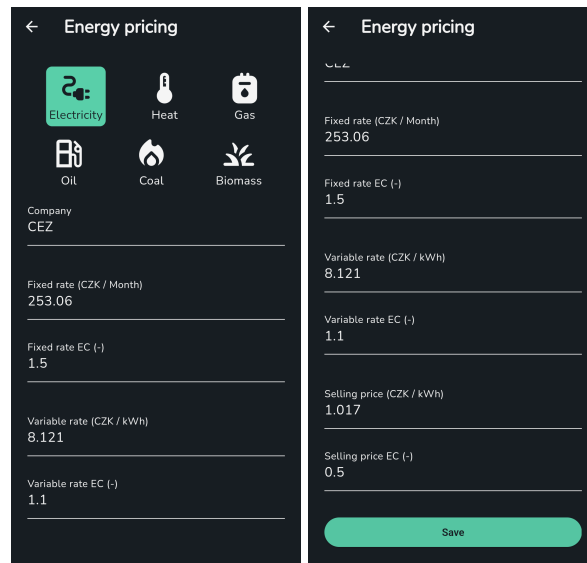 Energy pricing
Electricity
Heat
Gas
Oil
Coal
Biomass
Company
CEZ
Fixed rate (CZK / Month)
253.06
Fixed rate EC (-)
1.5
Variable rate (CZK / kWh)
8.121
Variable rate EC (-)
1.1
Energy pricing
CEZ
Fixed rate (CZK / Month)
253.06
Fixed rate EC (-)
1.5
Variable rate (CZK / kWh)
8.121
Variable rate EC (-)
1.1
Selling price (CZK / kWh)
1.017
Selling price EC (-)
0.5
Save